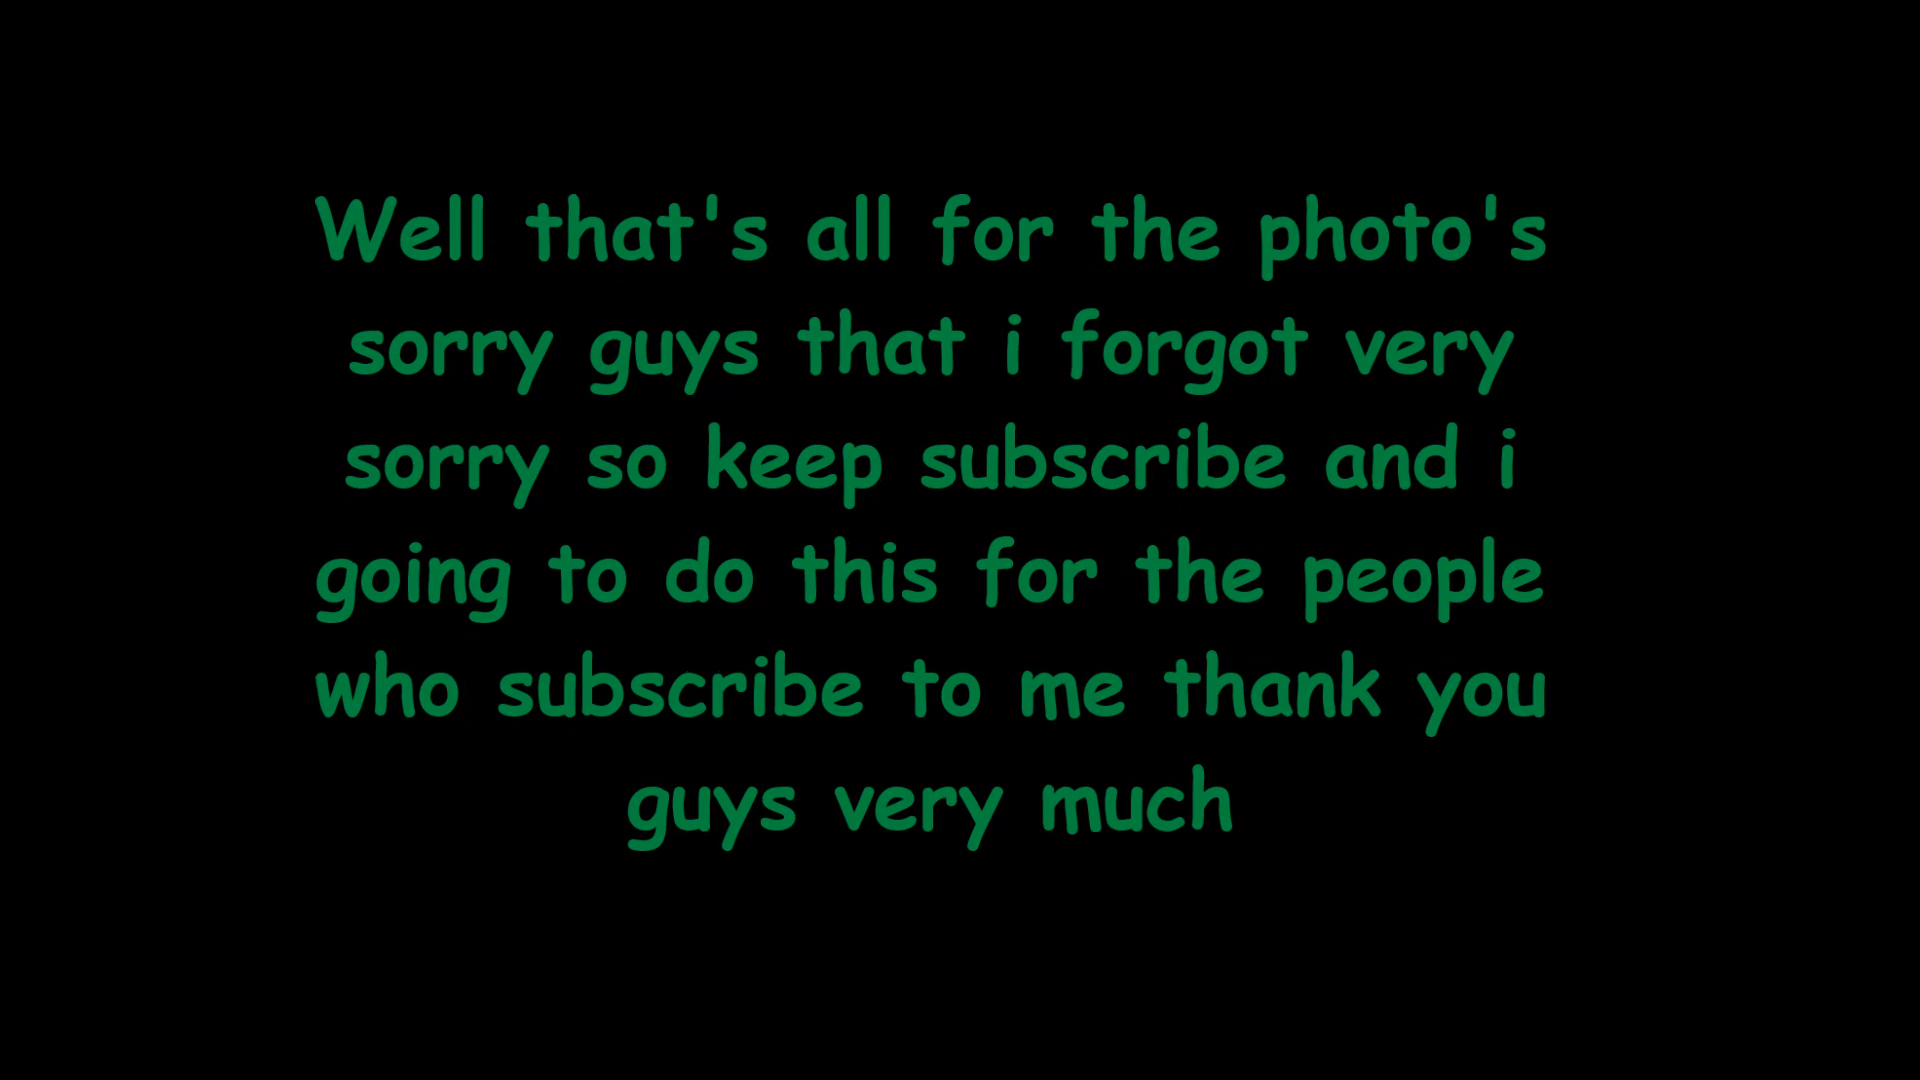 Well that's all for the photo's
sorry guys that i forgot very
sorry so keep subscribe and i
going to do this for the people
who subscribe to me thank you
guys very much